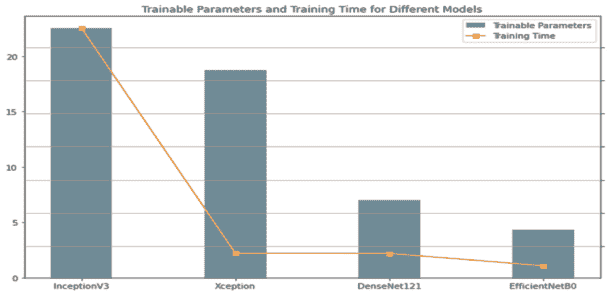 Trainable Parameters and Training Time for Different Models
Trainable Parameters
Training Time
20
15
10
5
0
InceptionV3 Xception DenseNet121 EfficientNetB0